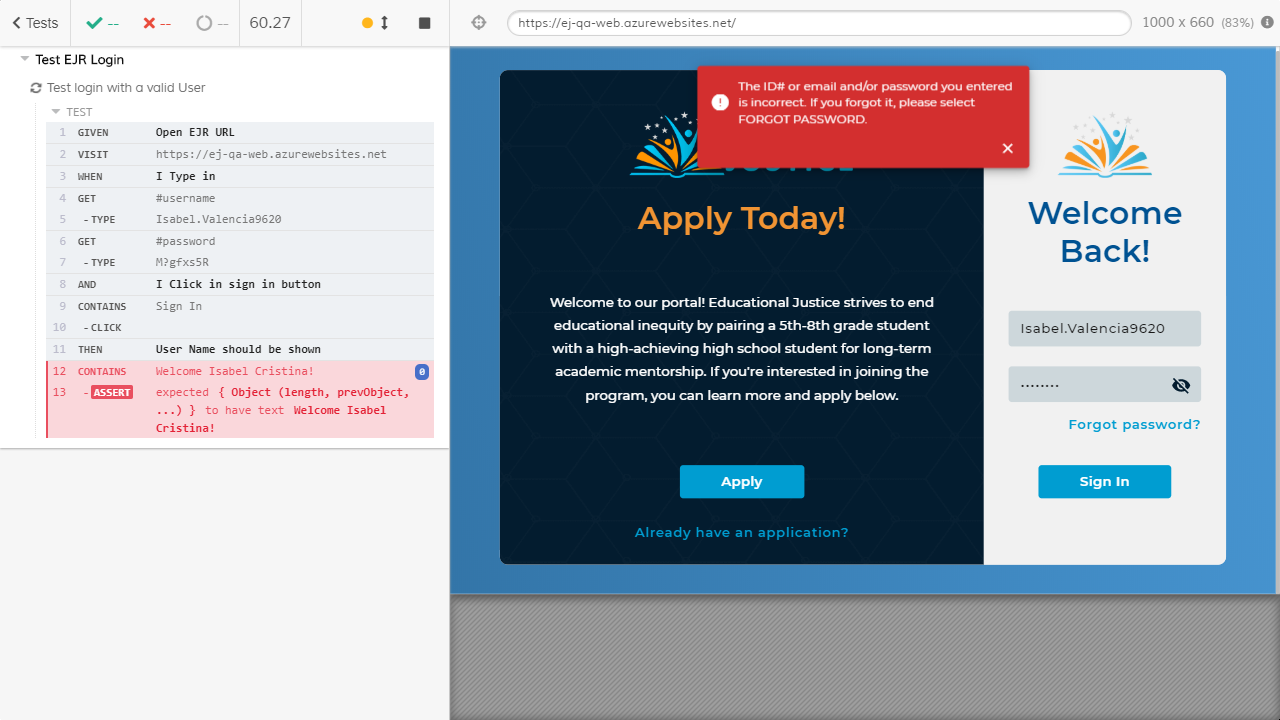 Tests
--
--
--
60.27
https://ej-qa-web.azurewebsites.net/
1000 x 660 (83%)
Test EJR Login
Test login with a valid User
TEST
1 GIVEN Open EJR URL
2 VISIT https://ej-qa-web.azurewebsites.net
3 WHEN I Type in
4 GET #username
5 - TYPE Isabel.Valencia9620
6 GET #password
7 - TYPE M?gfxs5R
8 AND I Click in sign in button
9 CONTAINS Sign In
10 - CLICK
11 THEN User Name should be shown
12 CONTAINS Welcome Isabel Cristina! 0
13 - ASSERT expected { Object (length, prevObject,
...) } to have text Welcome Isabel
Cristina!
The ID# or email and/or password you entered
is incorrect. If you forgot it, please select
FORGOT PASSWORD.
Apply Today!
Welcome to our portal! Educational Justice strives to end
educational inequity by pairing a 5th-8th grade student
with a high-achieving high school student for long-term
academic mentorship. If you're interested in joining the
program, you can learn more and apply below.
Apply
Already have an application?
Welcome
Back!
Isabel.Valencia9620
........
Forgot password?
Sign In